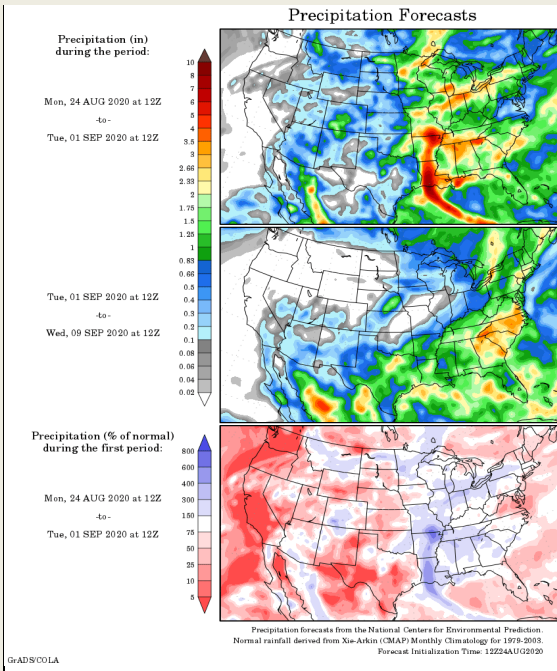 Precipitation Forecasts
Precipitation (in)
during the period:
Mon, 24 AUG 2020 at 12Z
-to-
Tue, 01 SEP 2020 at 12Z
10
8
7
6
5
4
3.5
3
2.66
2.33
2
1.75
1.5
1.25
1
0.83
0.66
0.5
0.4
0.3
0.2
0.1
0.08
0.06
0.04
0.02
Tue, 01 SEP 2020 at 12Z
-to-
Wed, 09 SEP 2020 at 12Z
Precipitation (% of normal)
during the first period:
Mon, 24 AUG 2020 at 12Z
-to-
Tue, 01 SEP 2020 at 12Z
800
600
400
300
150
75
50
25
10
5
Precipitation forecasts from the National Centers for Environmental Prediction.
Normal rainfall derived from Xie-Arkin (CMAP) Monthly Climatology for 1979-2003.
Forecast Initialization Time: 12Z24AUG2020
GrADS/COLA